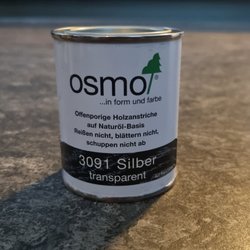 osmo
...in form und farbe
Offenporige Holzanstriche
auf Naturöl-Basis
Reißen nicht, blättern nicht,
schuppen nicht ab
3091 Silber
transparent